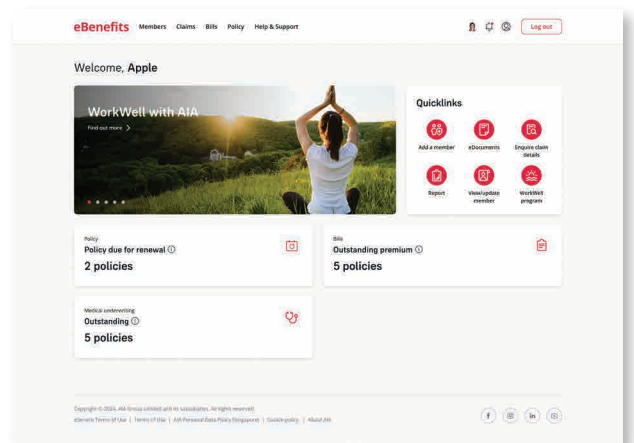 eBenefits Members Claims Bills Policy Help & Support Log out
Welcome, Apple
WorkWell with AIA
Find out more >
Quicklinks
Add a member
eDocuments
Enquire claim
details
Report
View/update
member
WorkWell
program
Policy
Policy due for renewal
2 policies
Bills
Outstanding premium
5 policies
Medical underwriting
Outstanding
5 policies
Copyright © 2024, AIA Group Limited and its subsidiaries. All rights reserved
eBenefits Terms of Use | Terms of Use | AIA Personal Data Policy (Singapore) | Cookie policy | About AIA